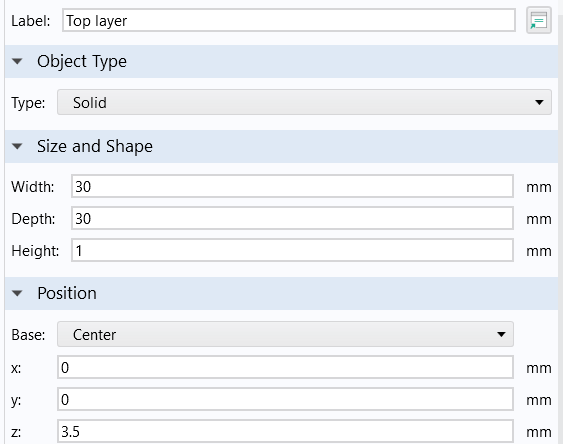 Label: Top layer
Object Type
Type: Solid
Size and Shape
Width: 30 mm
Depth: 30 mm
Height: 1 mm
Position
Base: Center
x: 0 mm
y: 0 mm
z: 3.5 mm